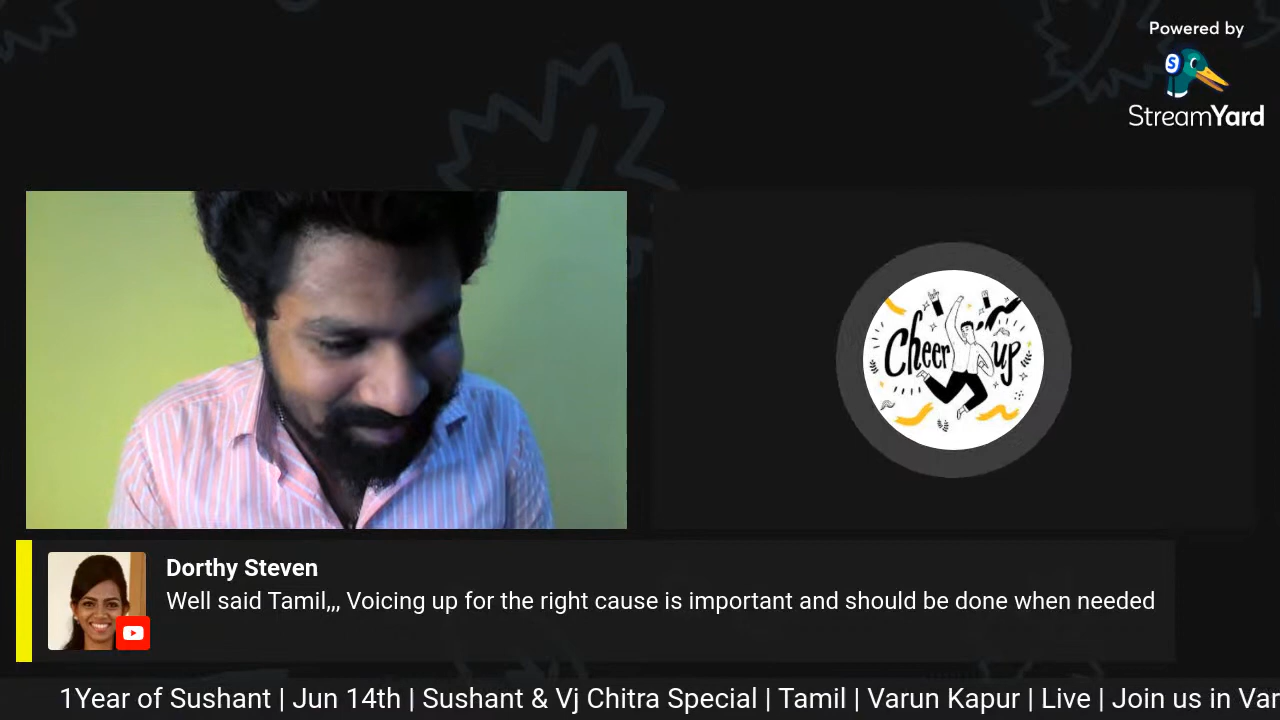 Powered by
S
StreamYard
Cheer up
Dorthy Steven
Well said Tamil,,, Voicing up for the right cause is important and should be done when needed
1Year of Sushant | Jun 14th | Sushant & Vj Chitra Special | Tamil | Varun Kapur | Live | Join us in Var